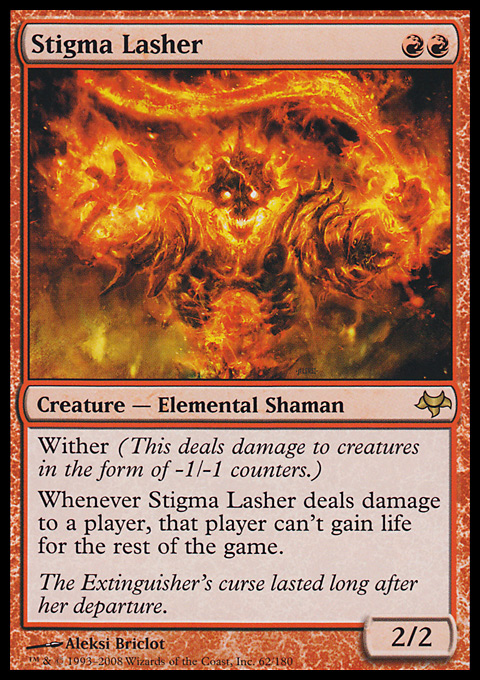 Stigma Lasher
Creature — Elemental Shaman
Wither (This deals damage to creatures
in the form of -1/-1 counters.)
Whenever Stigma Lasher deals damage
to a player, that player can't gain life
for the rest of the game.
The Extinguisher's curse lasted long after
her departure.
2/2
Aleksi Briclot
™ & © 1993–2008 Wizards of the Coast, Inc. 62/180